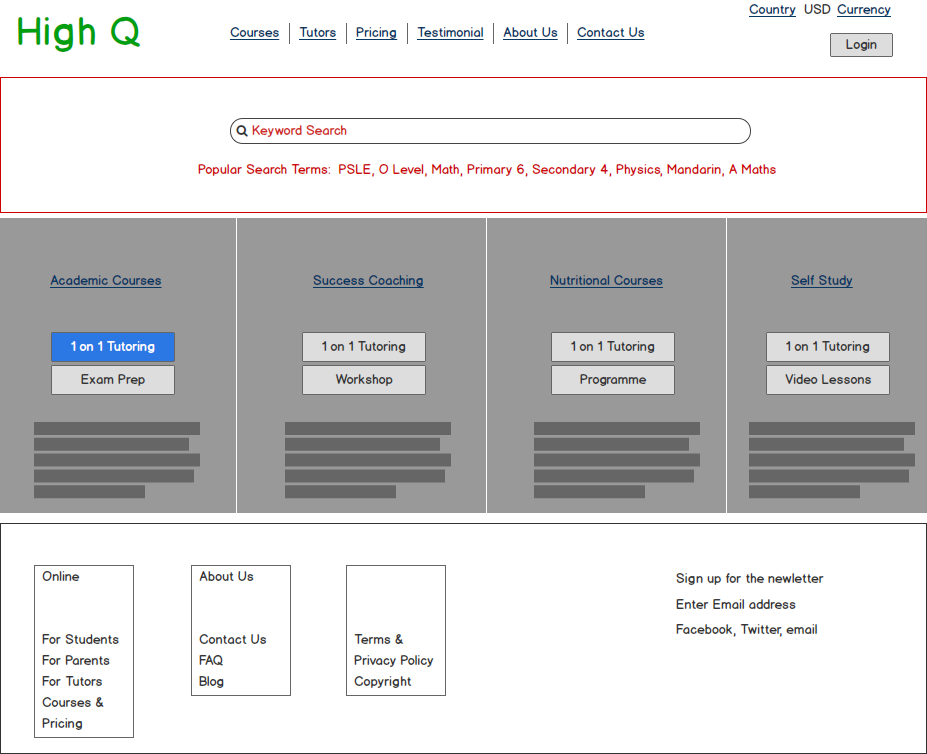 High Q
Courses Tutors Pricing Testimonial About Us Contact Us
Country USD Currency
Login
Keyword Search
Popular Search Terms: PSLE, O Level, Math, Primary 6, Secondary 4, Physics, Mandarin, A Maths
Academic Courses
1 on 1 Tutoring
Exam Prep
Success Coaching
1 on 1 Tutoring
Workshop
Nutritional Courses
1 on 1 Tutoring
Programme
Self Study
1 on 1 Tutoring
Video Lessons
Online
For Students
For Parents
For Tutors
Courses &
Pricing
About Us
Contact Us
FAQ
Blog
Terms &
Privacy Policy
Copyright
Sign up for the newletter
Enter Email address
Facebook, Twitter, email